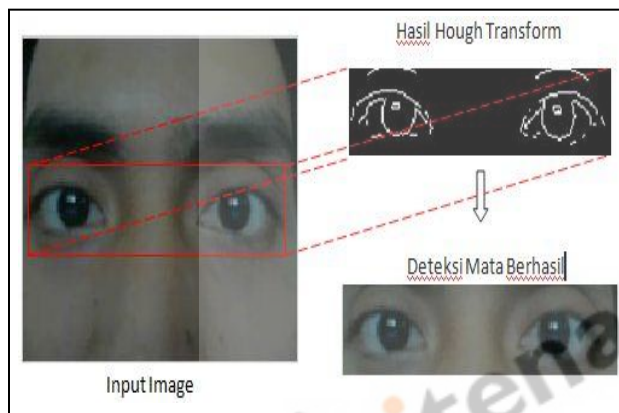 Hasil Hough Transform
Deteksi Mata Berhasil
Input Image